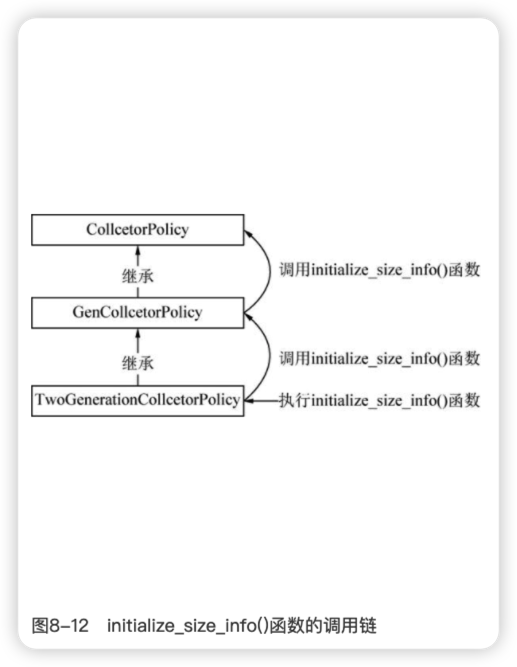 CollcetorPolicy
继承
调用initialize_size_info()函数
GenCollcetorPolicy
继承
调用initialize_size_info()函数
TwoGenerationCollcetorPolicy
执行initialize_size_info()函数
图8-12 initialize_size_info()函数的调用链